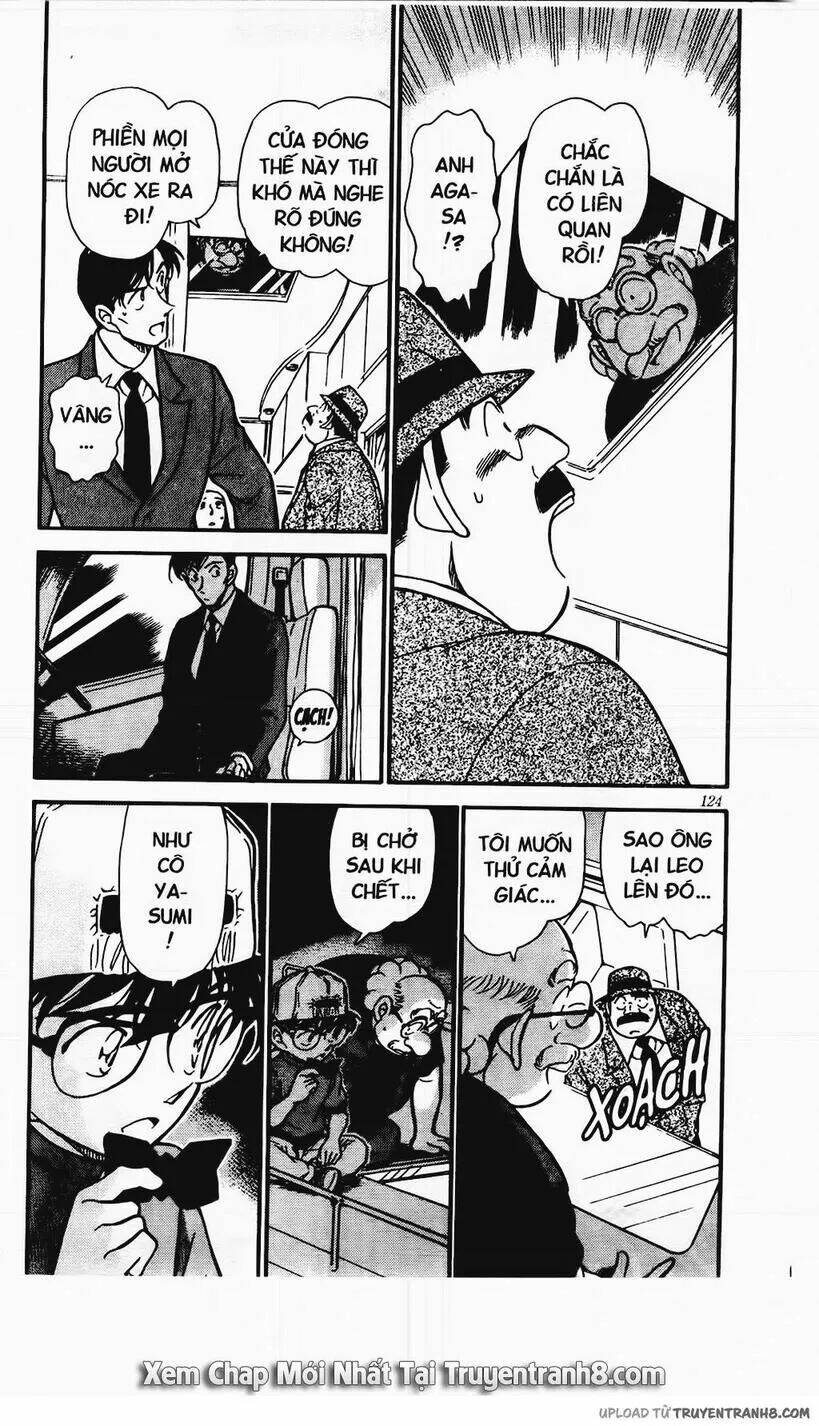 CHẮC
CHẮN LÀ
CÓ LIÊN
QUAN
RỒI!
ANH
AGA-
SA
!?
CỬA ĐÓNG
THẾ NÀY THÌ
KHÓ MÀ NGHE
RÕ ĐÚNG
KHÔNG!
PHIỀN MỌI
NGƯỜI MỞ
NÓC XE RA
ĐI!
VÂNG
...
CẠCH!
124
SAO ÔNG
LẠI LEO
LÊN ĐÓ...
XOẠCH
TÔI MUỐN
THỬ CẢM
GIÁC...
BỊ CHỞ
SAU KHI
CHẾT...
NHƯ
CÔ
YA-
SUMI
!
Xem Chap Mới Nhất Tại Truyentranh8.com
UPLOAD TỪ TRUYENTRANH8.COM